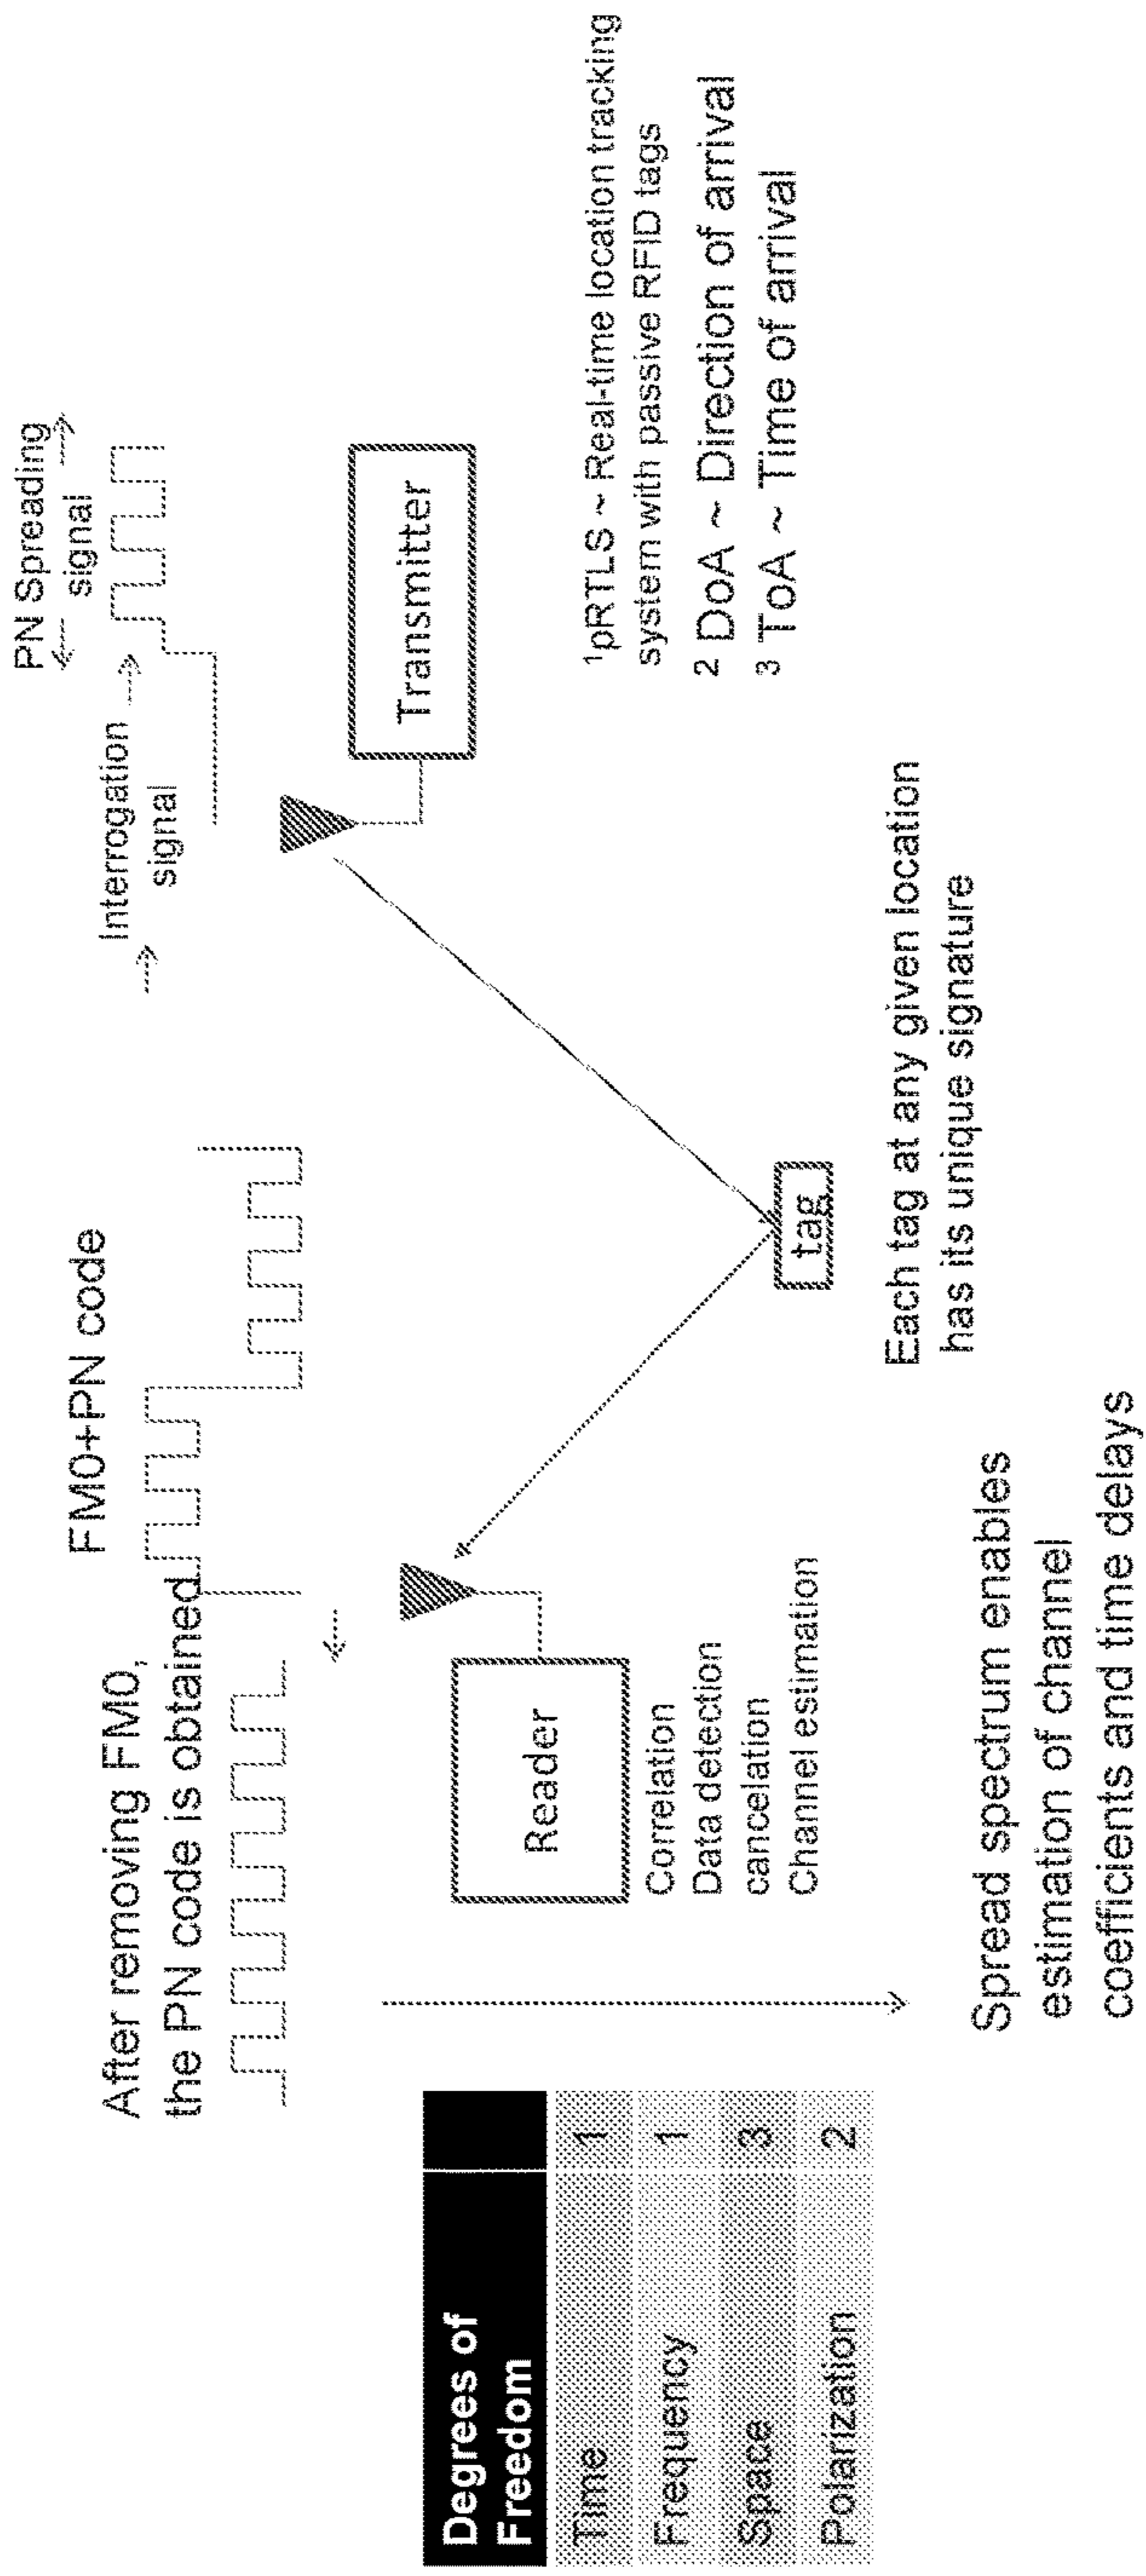 After removing FM0,
the PN code is obtained
FM0+PN code
PN Spreading
signal
Interrogation
signal
Degrees of
Freedom
Time 1
Frequency 1
Space 3
Polarization 2
Reader
Correlation
Data detection
cancelation
Channel estimation
tag
Transmitter
Spread spectrum enables
estimation of channel
coefficients and time delays
Each tag at any given location
has its unique signature
1pRTLS ~ Real-time location tracking
system with passive RFID tags
2 DoA ~ Direction of arrival
3 ToA ~ Time of arrival